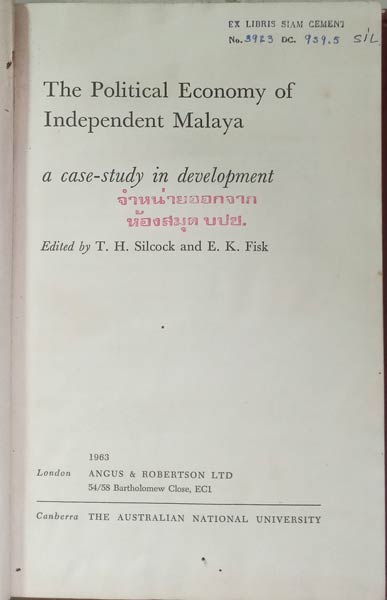 EX LIBRIS SIAM CEMENT
No. 3923 DC. 959.5 SIL
The Political Economy of
Independent Malaya
a case-study in development
จำหน่ายออกจาก
ห้องสมุด บปช.
Edited by T. H. Silcock and E. K. Fisk
1963
London ANGUS & ROBERTSON LTD
54/58 Bartholomew Close, EC1
Canberra THE AUSTRALIAN NATIONAL UNIVERSITY